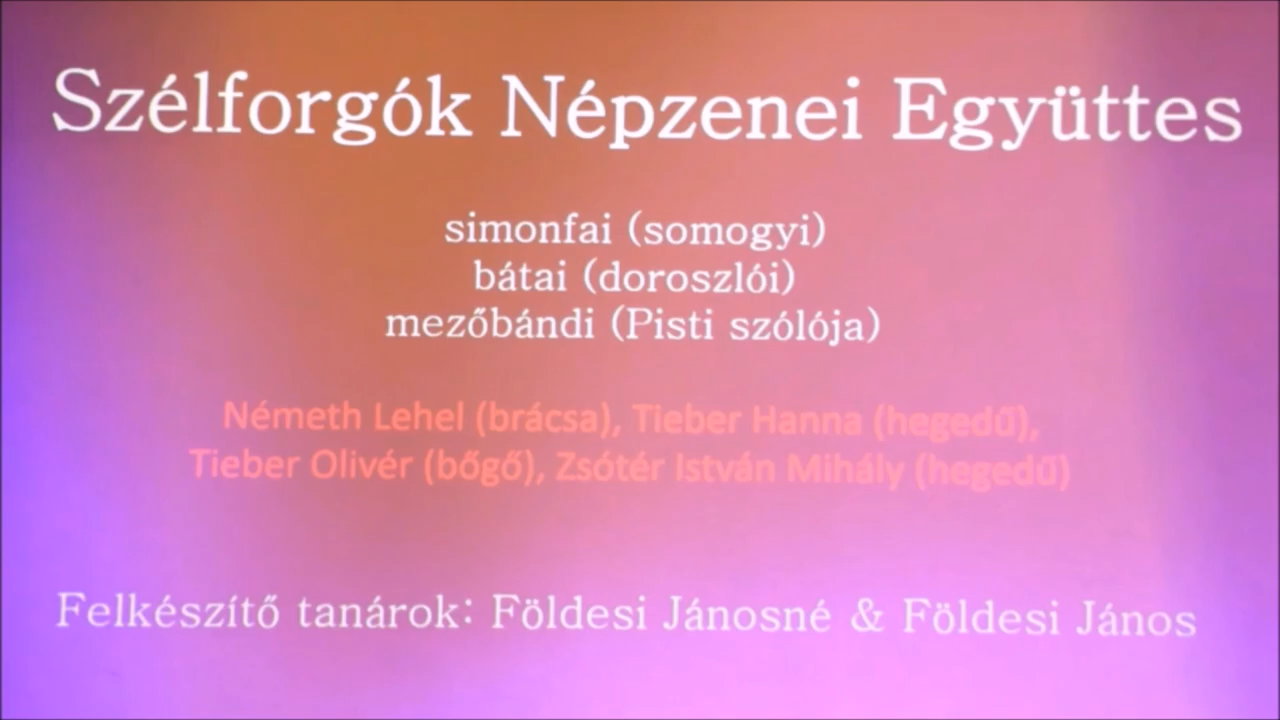 Szélforgók Népzenei Együttes
simonfai (somogyi)
bátai (doroszlói)
mezőbándi (Pisti szólója)
Németh Lehel (brácsa), Tieber Hanna (hegedű),
Tieber Olivér (bőgő), Zsótér István Mihály (hegedű)
Felkészítő tanárok: Földesi Jánosné & Földesi János